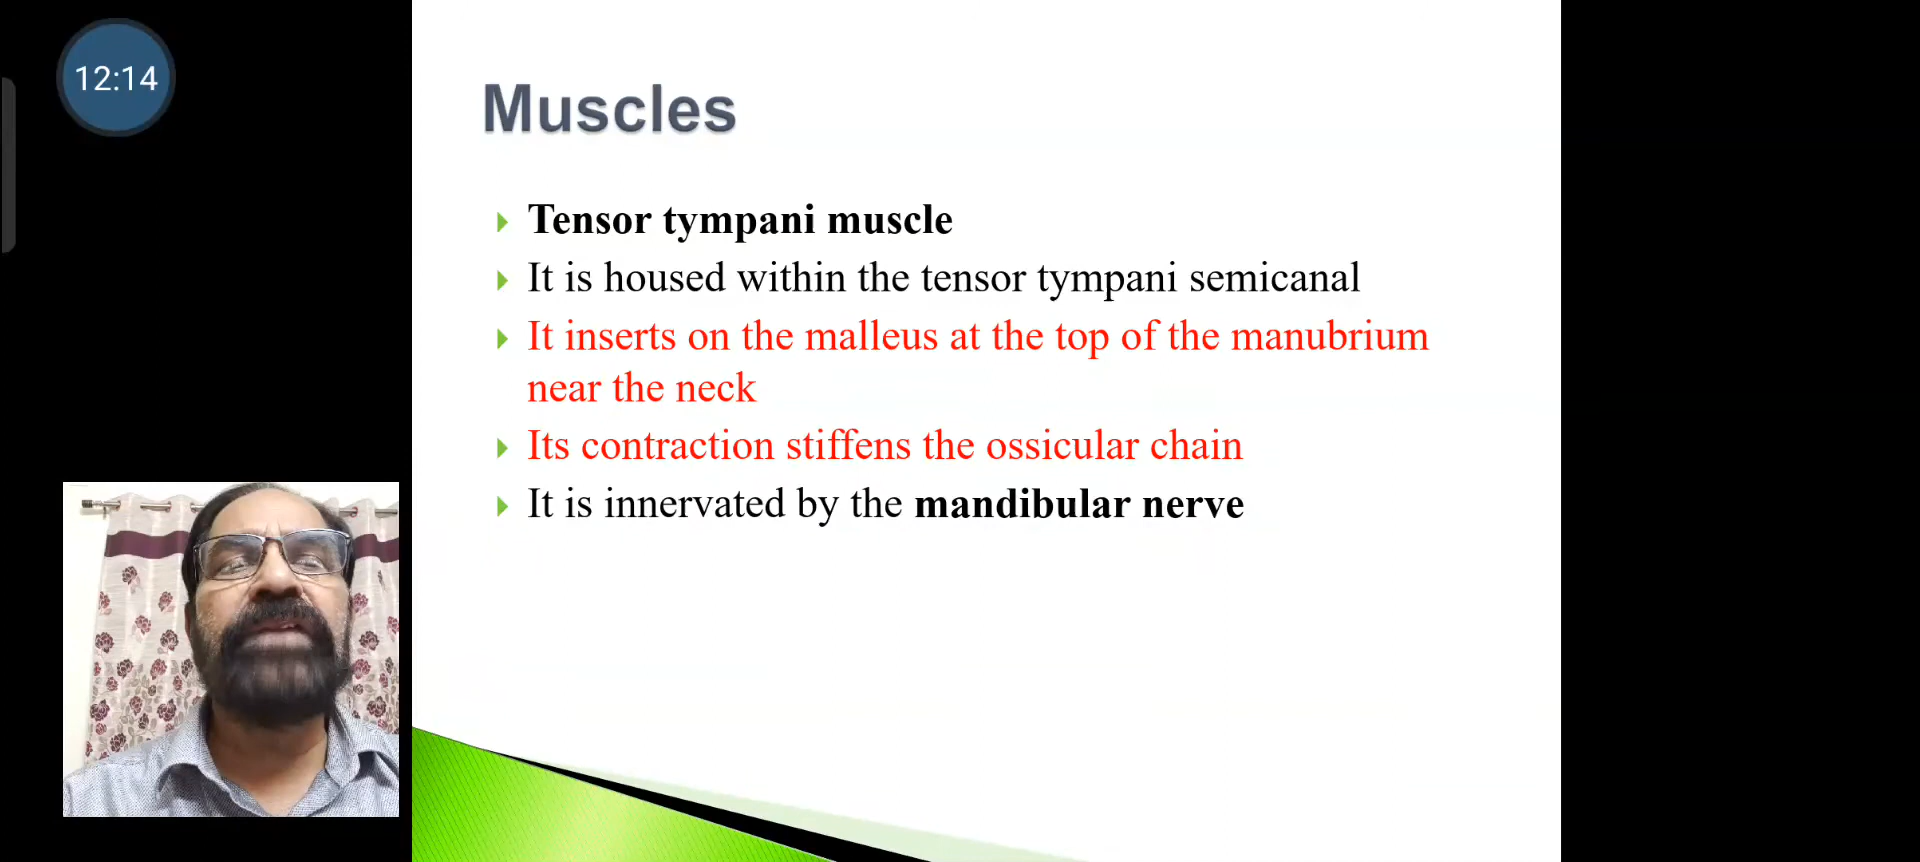 12:14
Muscles
Tensor tympani muscle
It is housed within the tensor tympani semicanal
It inserts on the malleus at the top of the manubrium
near the neck
Its contraction stiffens the ossicular chain
It is innervated by the mandibular nerve